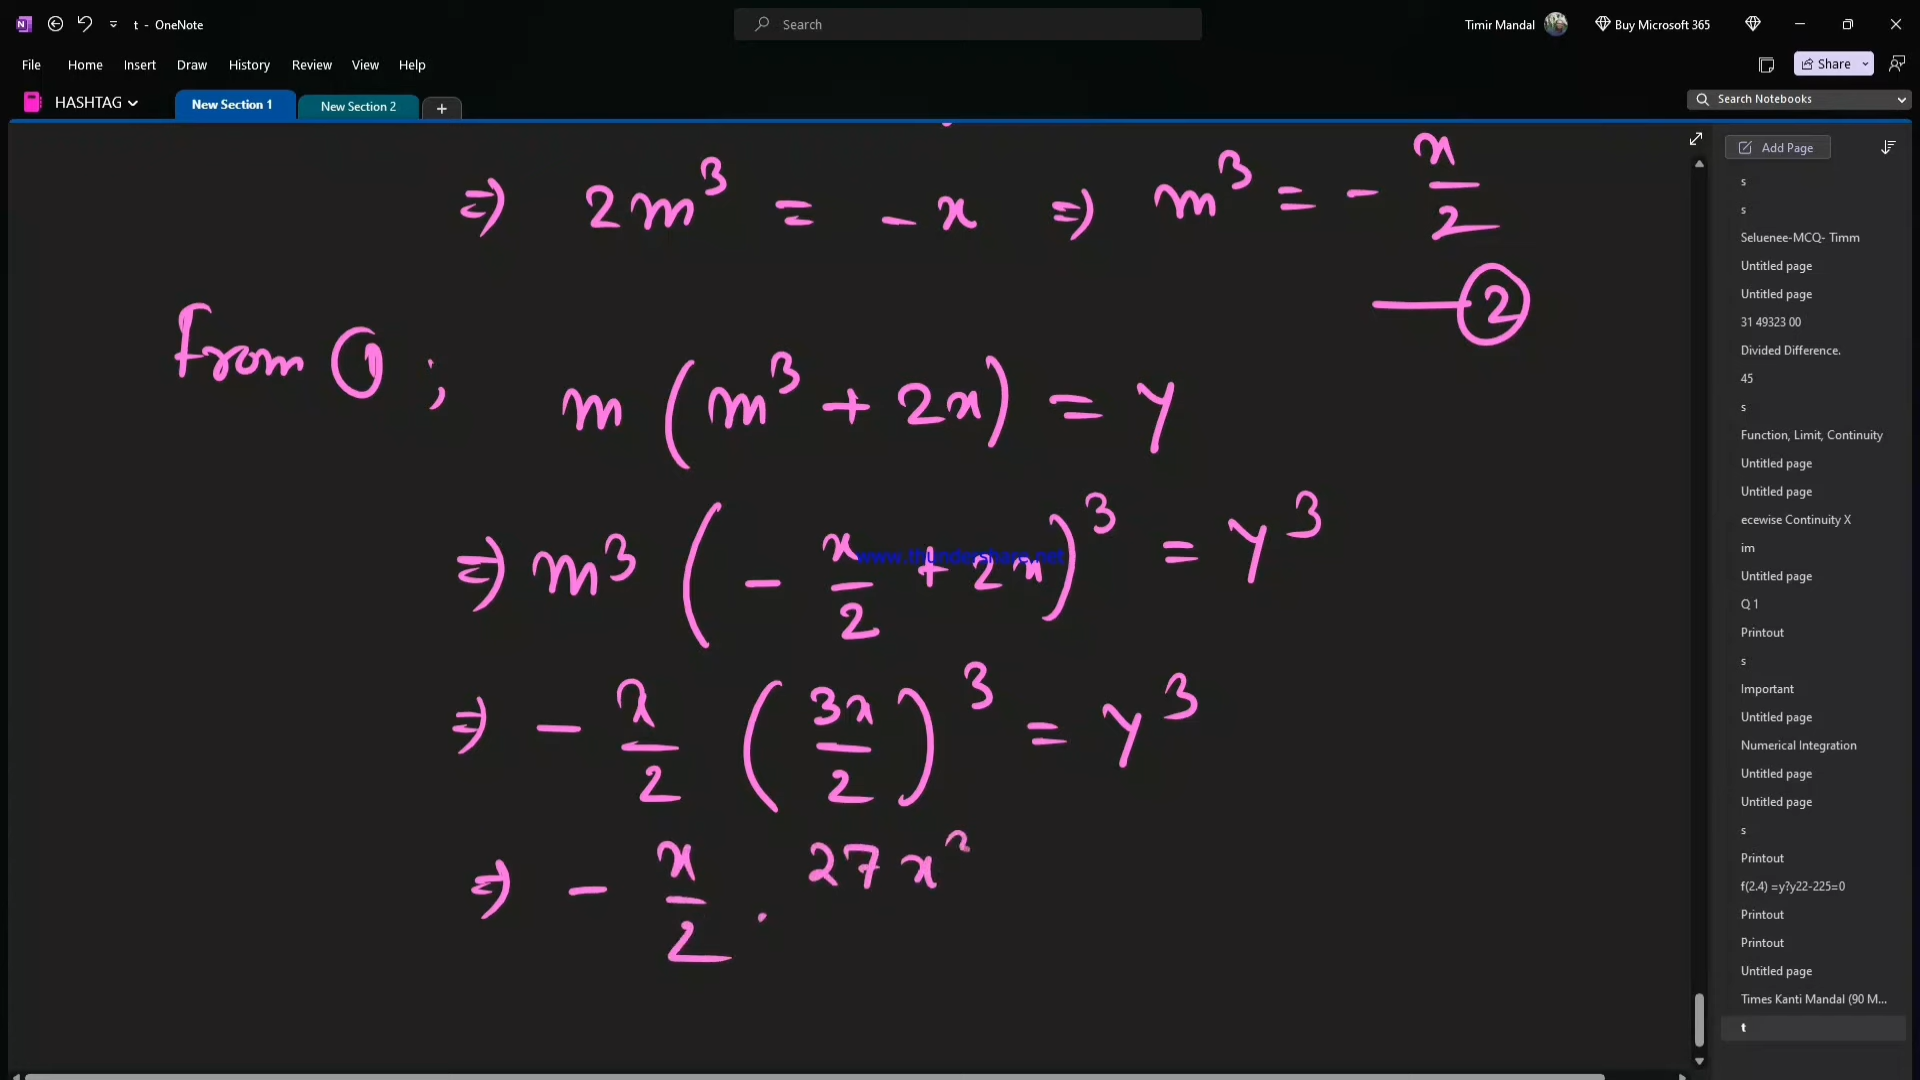 t - OneNote
Search
Timir Mandal
Buy Microsoft 365
File Home Insert Draw History Review View Help
Share
HASHTAG
New Section 1
New Section 2
+
Search Notebooks
⇒ 2m³ = - x ⇒ m³ = - x/2
— ②
From ① ;
m (m³ + 2x) = y
⇒ m³ (- x/2 + 2x)³ = y³
www.thundershare.net
⇒ - x/2 (3x/2)³ = y³
⇒ - x/2 . 27x³
Add Page
s
s
Seluenee-MCQ- Timm
Untitled page
Untitled page
31 49323 00
Divided Difference.
45
s
Function, Limit, Continuity
Untitled page
Untitled page
ecewise Continuity X
im
Untitled page
Q 1
Printout
s
Important
Untitled page
Numerical Integration
Untitled page
Untitled page
s
Printout
f(2.4) =y?y22-225=0
Printout
Printout
Untitled page
Times Kanti Mandal (90 M...
t